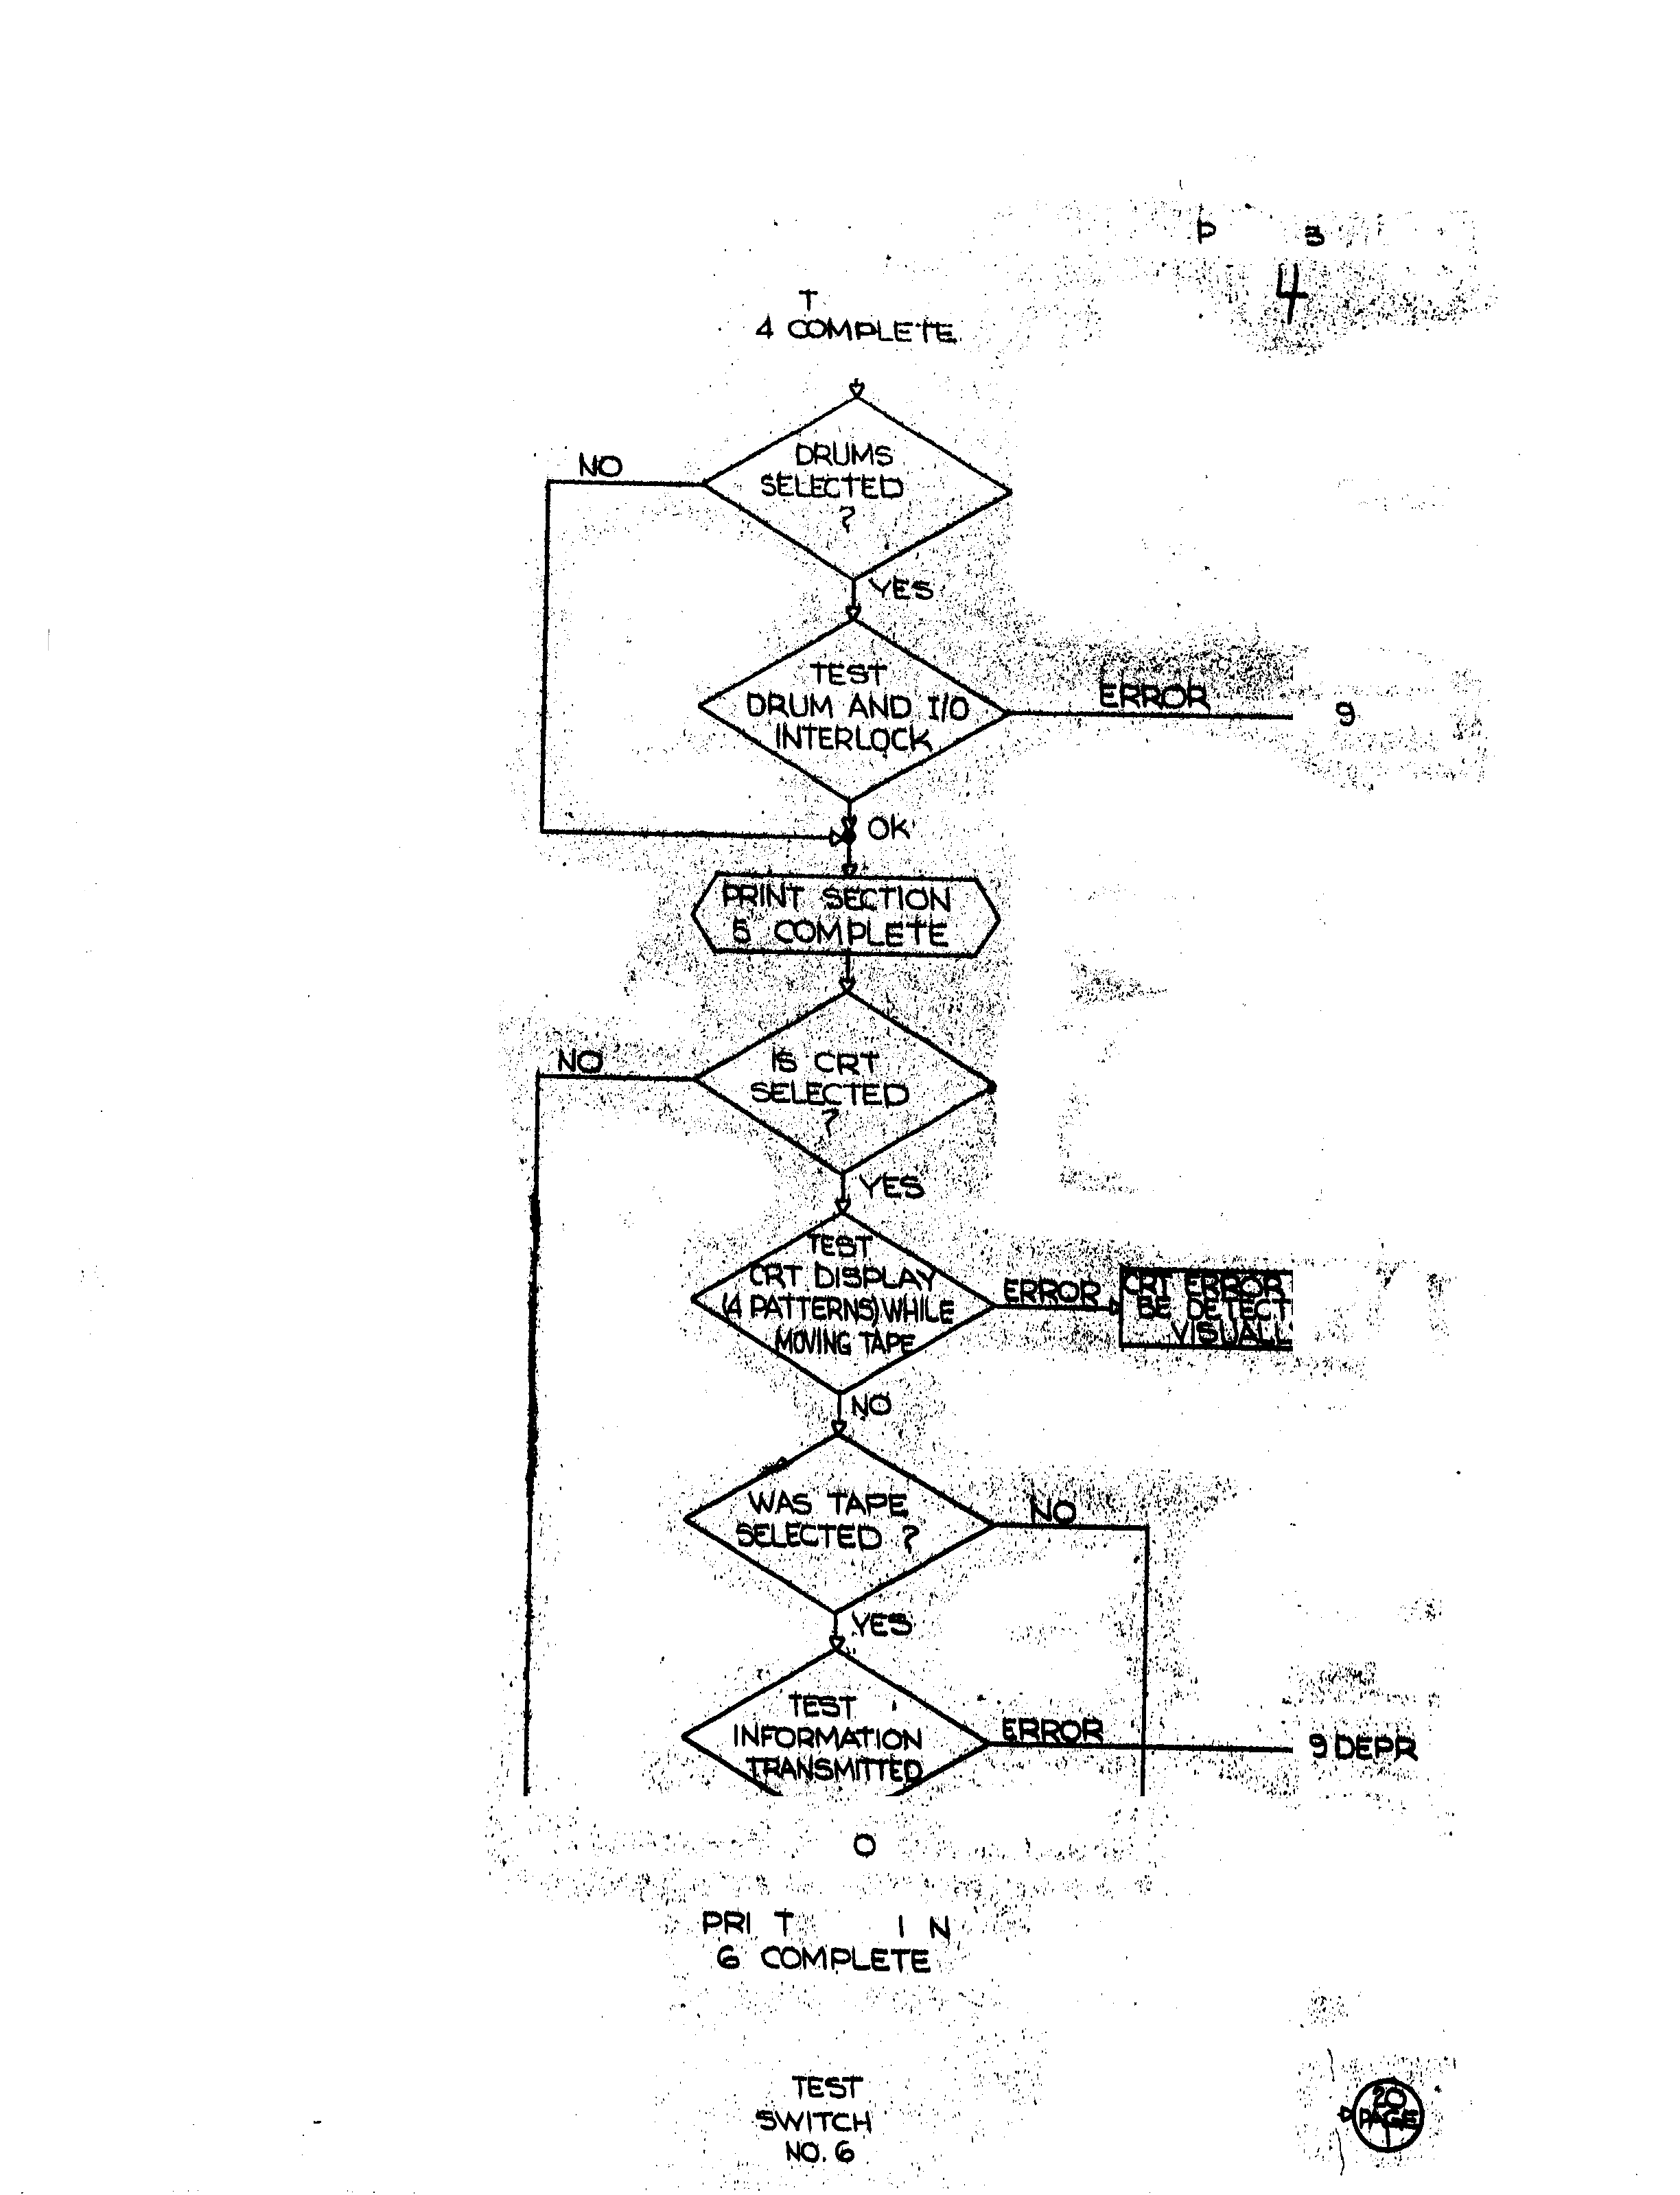 P 3
4
T
4 COMPLETE
DRUMS
SELECTED
?
NO
YES
TEST
DRUM AND I/O
INTERLOCK
ERROR
9
OK
PRINT SECTION
5 COMPLETE
IS CRT
SELECTED
?
NO
YES
TEST
CRT DISPLAY
(4 PATTERNS) WHILE
MOVING TAPE
ERROR
CRT ERROR
BE DETECT
VISUALL
NO
WAS TAPE
SELECTED ?
NO
YES
TEST
INFORMATION
TRANSMITTED
ERROR
9 DEPR
O
PRI T I N
6 COMPLETE
TEST
SWITCH
NO. 6
20
PAGE
1